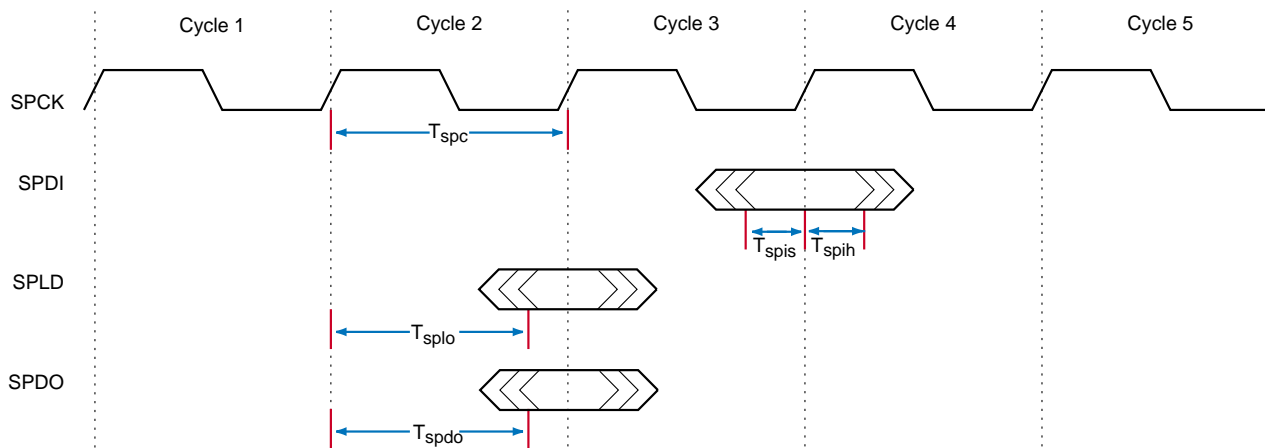 Cycle 1 Cycle 2 Cycle 3 Cycle 4 Cycle 5
SPCK
Tspc
SPDI
Tspis Tspih
SPLD
Tsplo
SPDO
Tspdo